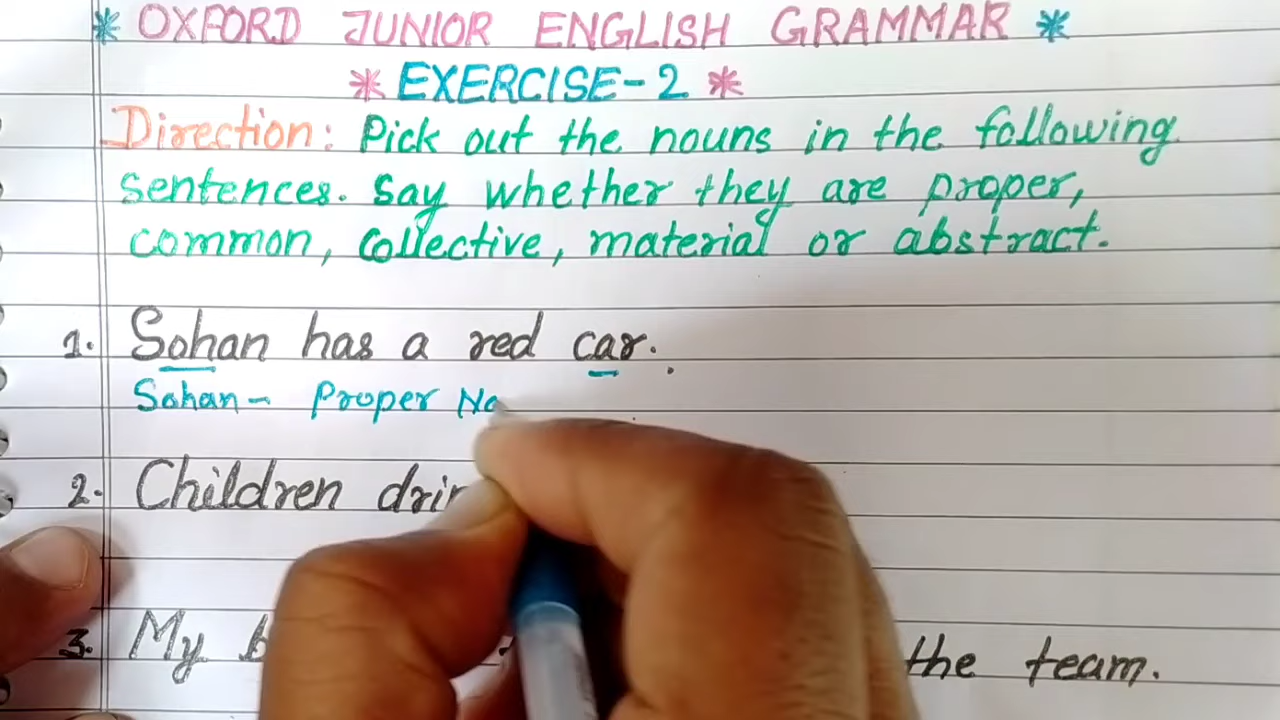 * OXFORD JUNIOR ENGLISH GRAMMAR *
* EXERCISE-2 *
Direction: Pick out the nouns in the following
sentences. Say whether they are proper,
common, collective, material or abstract.
1. Sohan has a red car.
Sohan - Proper
2. Children
3. My the team.